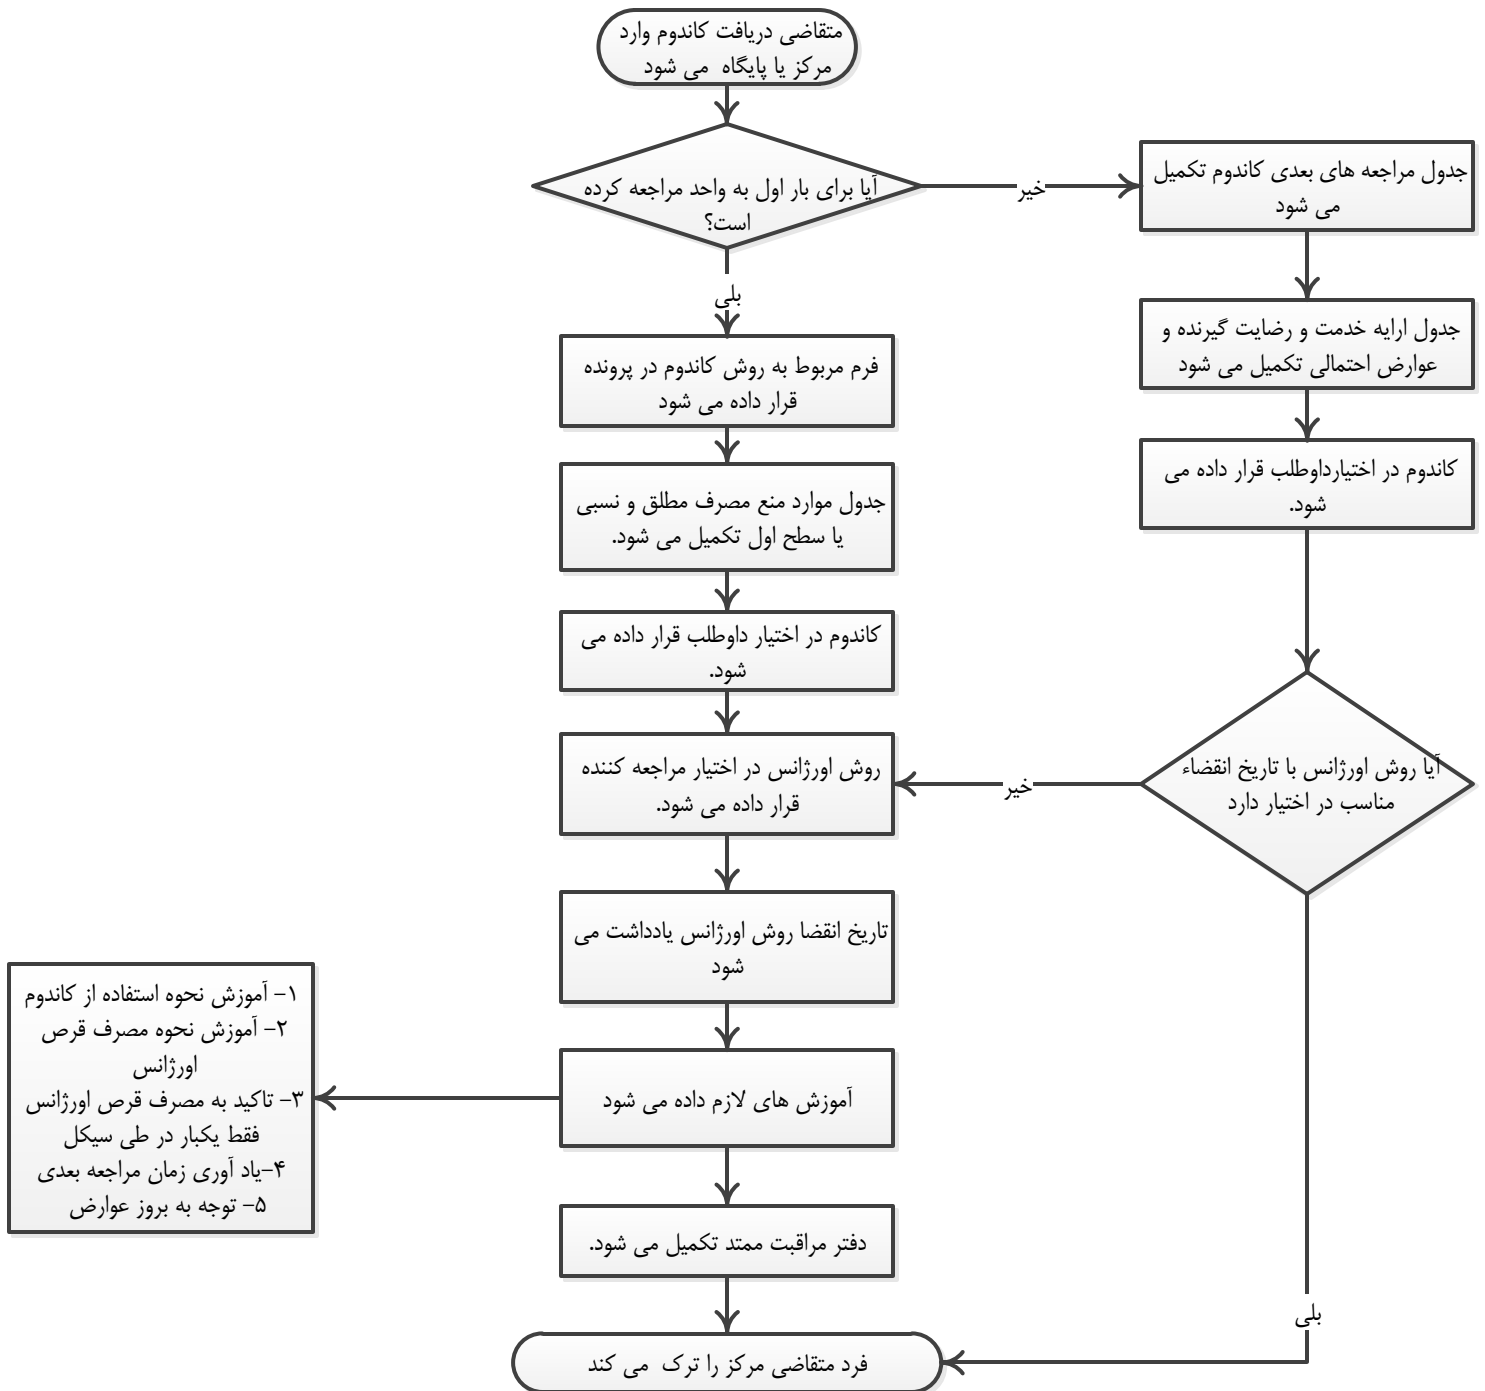 متقاضی دریافت کاندوم وارد
مرکز یا پایگاه می شود
آیا برای بار اول به واحد مراجعه کرده
است؟
خیر
جدول مراجعه های بعدی کاندوم تکمیل
می شود
جدول ارایه خدمت و رضایت گیرنده و
عوارض احتمالی تکمیل می شود
کاندوم در اختیارداوطلب قرار داده می
شود.
آیا روش اورژانس با تاریخ انقضاء
مناسب در اختیار دارد
خیر
بلی
بلی
فرم مربوط به روش کاندوم در پرونده
قرار داده می شود
جدول موارد منع مصرف مطلق و نسبی
یا سطح اول تکمیل می شود.
کاندوم در اختیار داوطلب قرار داده می
شود.
روش اورژانس در اختیار مراجعه کننده
قرار داده می شود.
تاریخ انقضا روش اورژانس یادداشت می
شود
آموزش های لازم داده می شود
۱- آموزش نحوه استفاده از کاندوم
۲- آموزش نحوه مصرف قرص
اورژانس
۳- تاکید به مصرف قرص اورژانس
فقط یکبار در طی سیکل
۴-یاد آوری زمان مراجعه بعدی
۵- توجه به بروز عوارض
دفتر مراقبت ممتد تکمیل می شود.
فرد متقاضی مرکز را ترک می کند